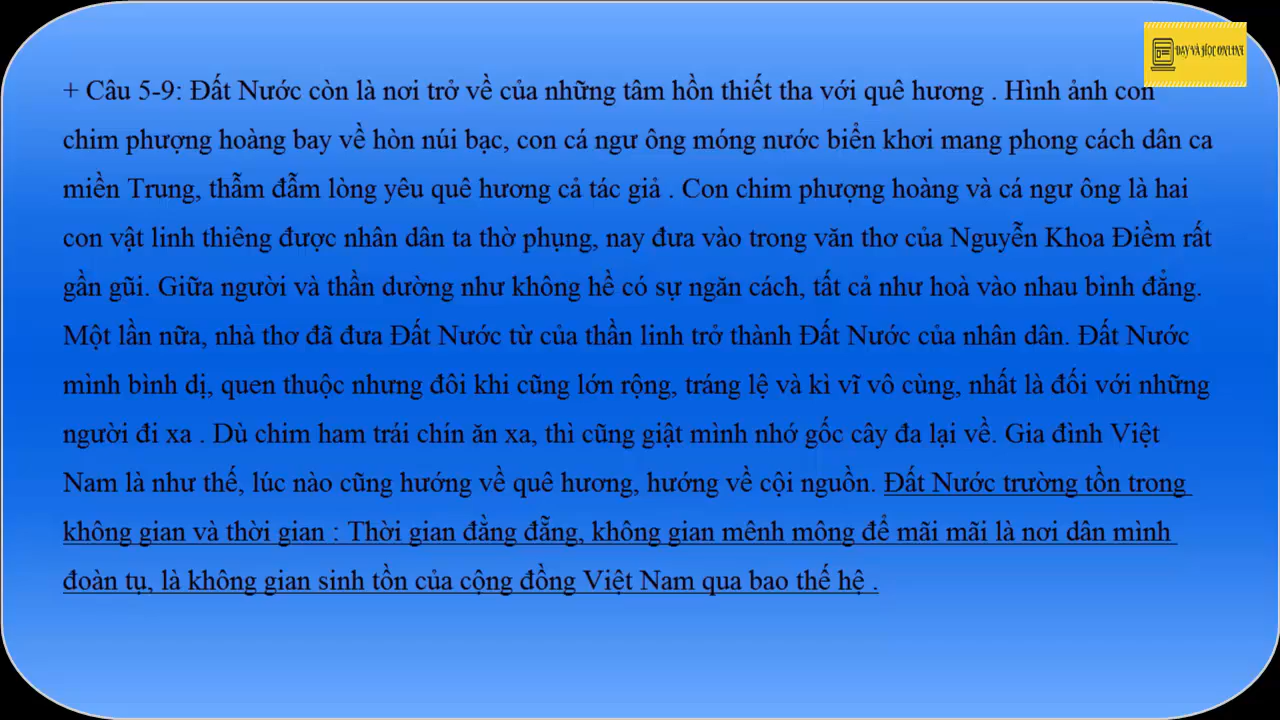 DẠY VÀ HỌC ONLINE
+ Câu 5-9: Đất Nước còn là nơi trở về của những tâm hồn thiết tha với quê hương . Hình ảnh con
chim phượng hoàng bay về hòn núi bạc, con cá ngư ông móng nước biển khơi mang phong cách dân ca
miền Trung, thẫm đẫm lòng yêu quê hương cả tác giả . Con chim phượng hoàng và cá ngư ông là hai
con vật linh thiêng được nhân dân ta thờ phụng, nay đưa vào trong văn thơ của Nguyễn Khoa Điềm rất
gần gũi. Giữa người và thần dường như không hề có sự ngăn cách, tất cả như hoà vào nhau bình đẳng.
Một lần nữa, nhà thơ đã đưa Đất Nước từ của thần linh trở thành Đất Nước của nhân dân. Đất Nước
mình bình dị, quen thuộc nhưng đôi khi cũng lớn rộng, tráng lệ và kì vĩ vô cùng, nhất là đối với những
người đi xa . Dù chim ham trái chín ăn xa, thì cũng giật mình nhớ gốc cây đa lại về. Gia đình Việt
Nam là như thế, lúc nào cũng hướng về quê hương, hướng về cội nguồn. Đất Nước trường tồn trong
không gian và thời gian : Thời gian đằng đẵng, không gian mênh mông để mãi mãi là nơi dân mình
đoàn tụ, là không gian sinh tồn của cộng đồng Việt Nam qua bao thế hệ .